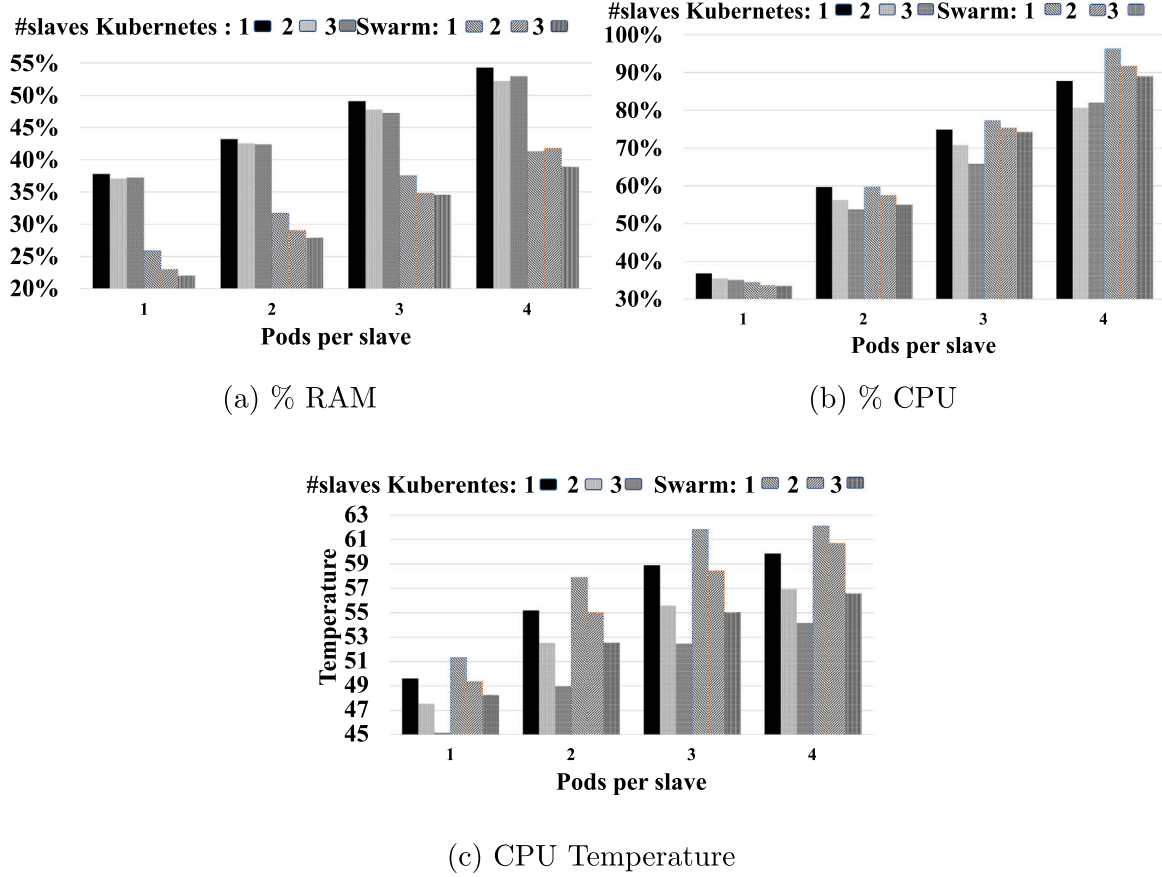 #slaves Kubernetes : 1 2 3 Swarm: 1 2 3
55%
50%
45%
40%
35%
30%
25%
20%
1 2 3 4
Pods per slave
(a) % RAM
#slaves Kubernetes: 1 2 3 Swarm: 1 2 3
100%
90%
80%
70%
60%
50%
40%
30%
1 2 3 4
Pods per slave
(b) % CPU
#slaves Kuberentes: 1 2 3 Swarm: 1 2 3
Temperature
63
61
59
57
55
53
51
49
47
45
1 2 3 4
Pods per slave
(c) CPU Temperature